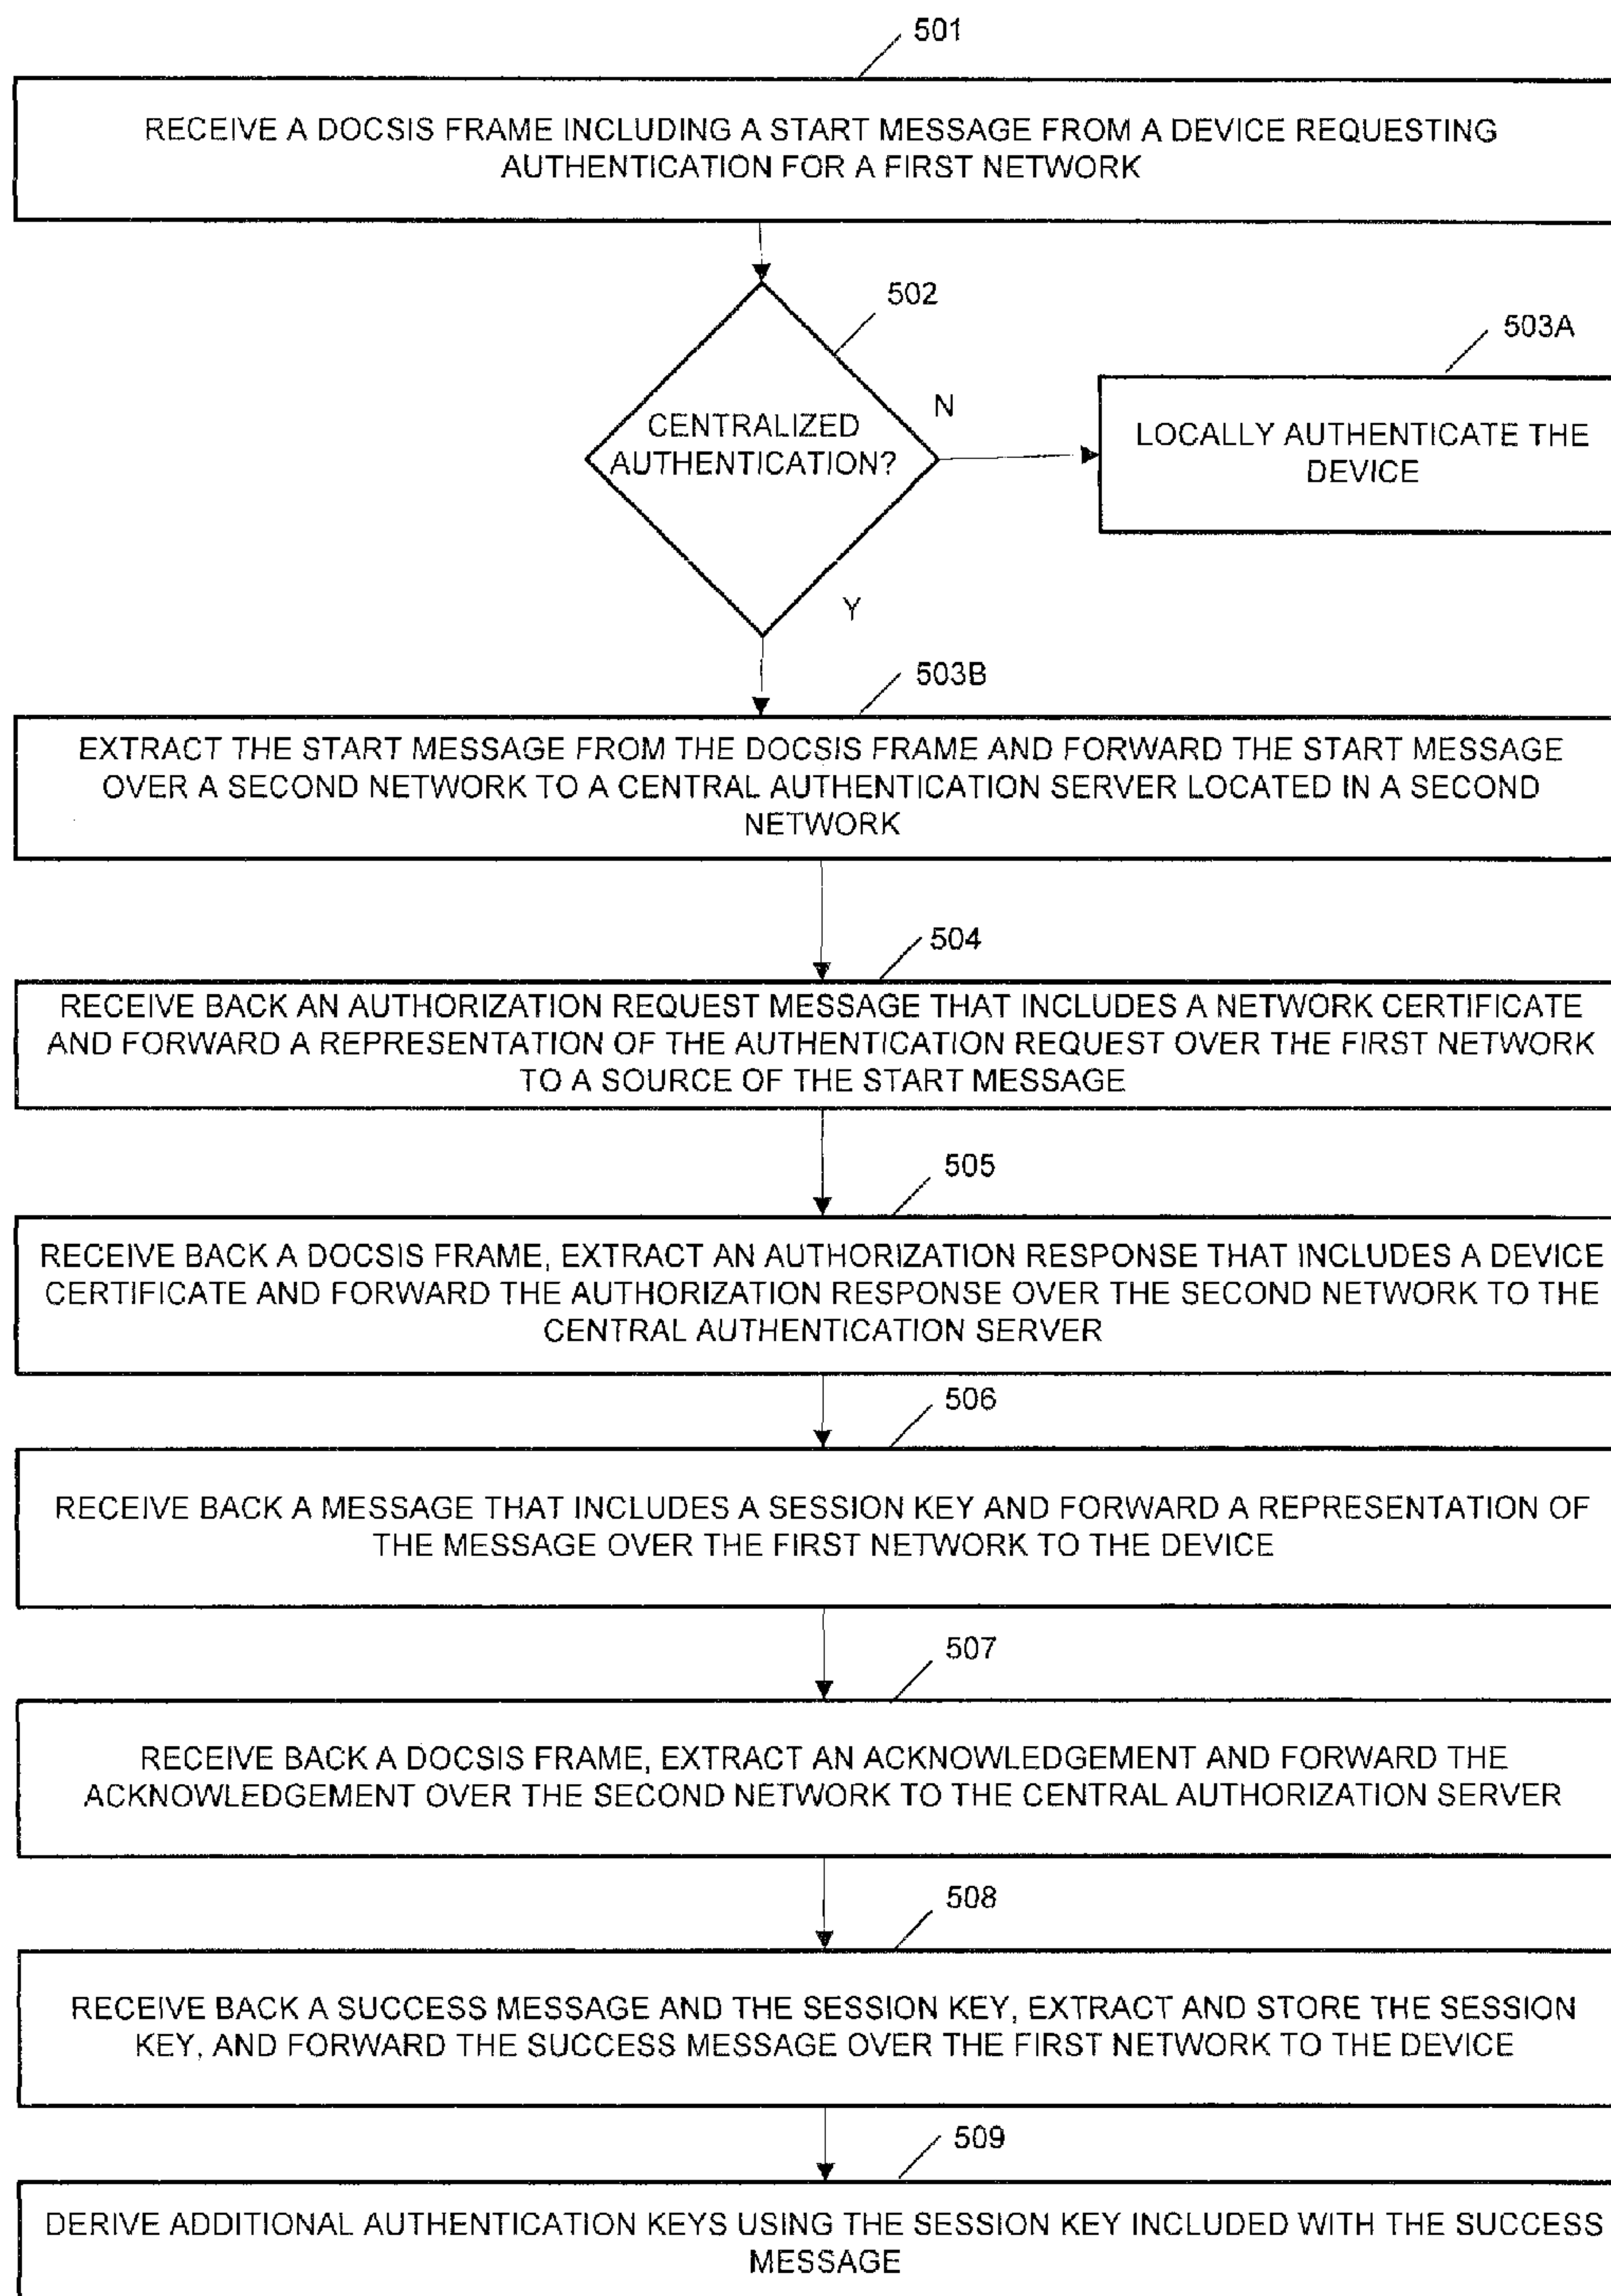 501
RECEIVE A DOCSIS FRAME INCLUDING A START MESSAGE FROM A DEVICE REQUESTING
AUTHENTICATION FOR A FIRST NETWORK
502
503A
CENTRALIZED
AUTHENTICATION?
N
LOCALLY AUTHENTICATE THE
DEVICE
Y
503B
EXTRACT THE START MESSAGE FROM THE DOCSIS FRAME AND FORWARD THE START MESSAGE
OVER A SECOND NETWORK TO A CENTRAL AUTHENTICATION SERVER LOCATED IN A SECOND
NETWORK
504
RECEIVE BACK AN AUTHORIZATION REQUEST MESSAGE THAT INCLUDES A NETWORK CERTIFICATE
AND FORWARD A REPRESENTATION OF THE AUTHENTICATION REQUEST OVER THE FIRST NETWORK
TO A SOURCE OF THE START MESSAGE
505
RECEIVE BACK A DOCSIS FRAME, EXTRACT AN AUTHORIZATION RESPONSE THAT INCLUDES A DEVICE
CERTIFICATE AND FORWARD THE AUTHORIZATION RESPONSE OVER THE SECOND NETWORK TO THE
CENTRAL AUTHENTICATION SERVER
506
RECEIVE BACK A MESSAGE THAT INCLUDES A SESSION KEY AND FORWARD A REPRESENTATION OF
THE MESSAGE OVER THE FIRST NETWORK TO THE DEVICE
507
RECEIVE BACK A DOCSIS FRAME, EXTRACT AN ACKNOWLEDGEMENT AND FORWARD THE
ACKNOWLEDGEMENT OVER THE SECOND NETWORK TO THE CENTRAL AUTHORIZATION SERVER
508
RECEIVE BACK A SUCCESS MESSAGE AND THE SESSION KEY, EXTRACT AND STORE THE SESSION
KEY, AND FORWARD THE SUCCESS MESSAGE OVER THE FIRST NETWORK TO THE DEVICE
509
DERIVE ADDITIONAL AUTHENTICATION KEYS USING THE SESSION KEY INCLUDED WITH THE SUCCESS
MESSAGE